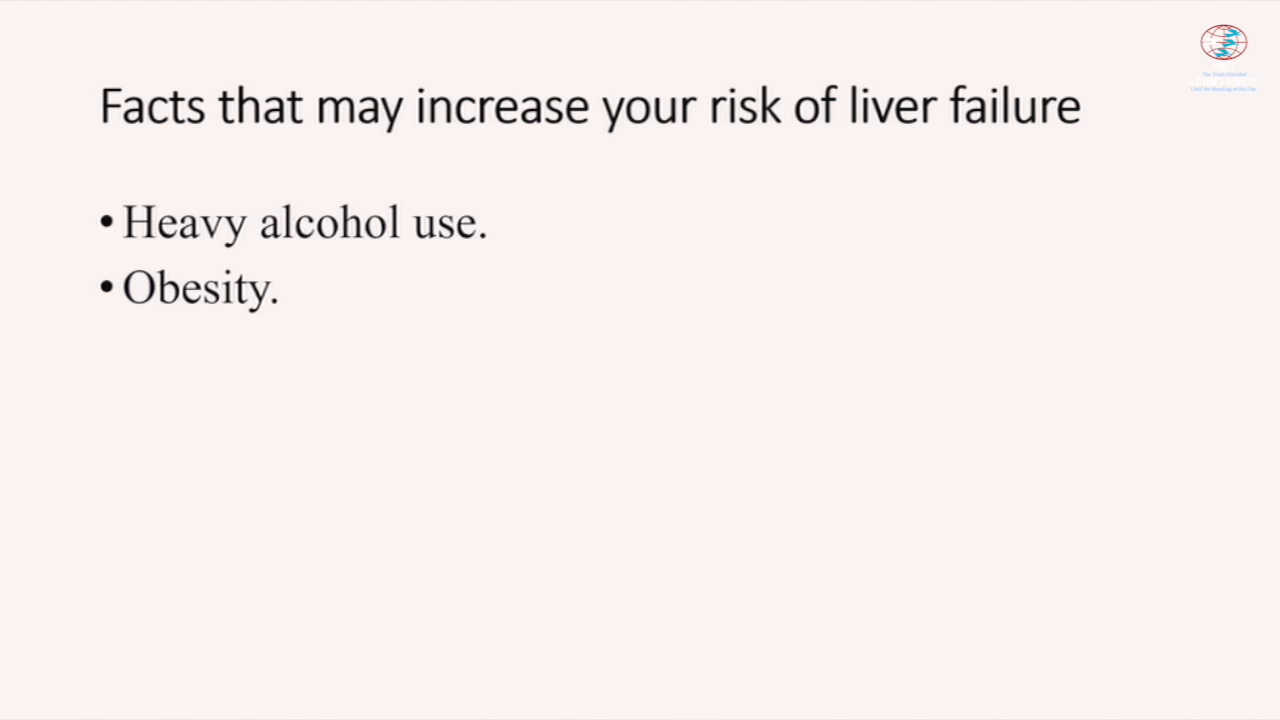 Facts that may increase your risk of liver failure
• Heavy alcohol use.
• Obesity.